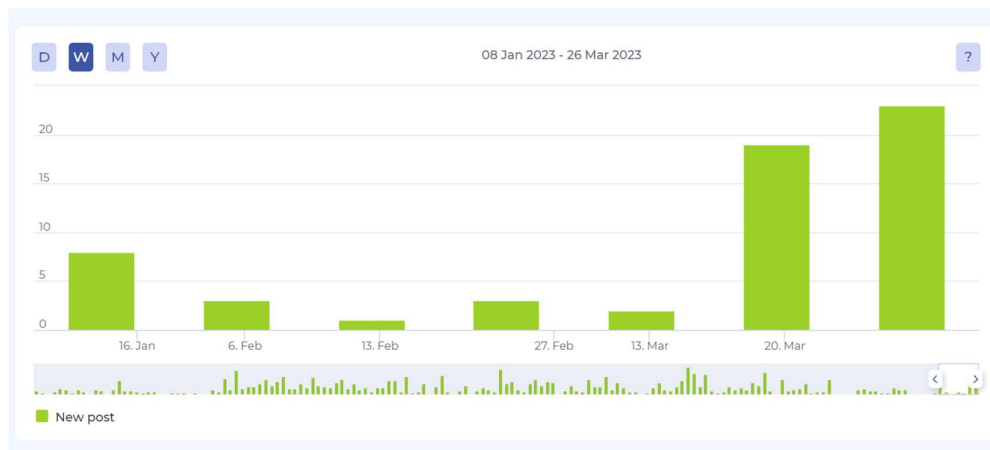 D W M Y 08 Jan 2023 - 26 Mar 2023 ?
20
15
10
5
0
16. Jan 6. Feb 13. Feb 27. Feb 13. Mar 20. Mar
New post